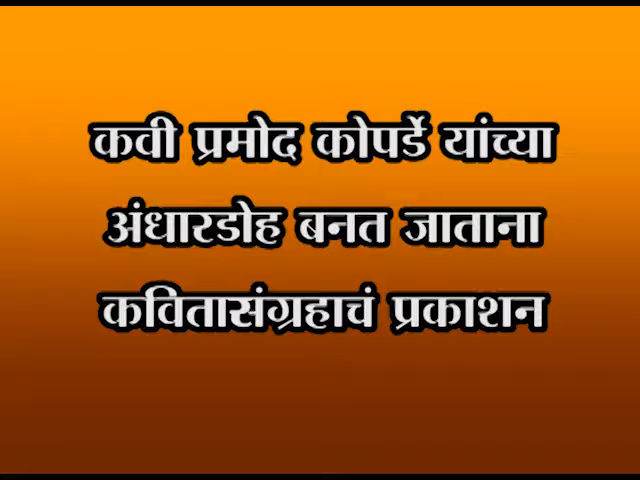 कवी प्रमोद कोपर्डे यांच्या
अंधारडोह बनत जाताना
कवितासंग्रहाचं प्रकाशन